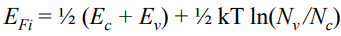 E_Fi = ½ (E_c + E_v) + ½ kT ln(N_v/N_c)